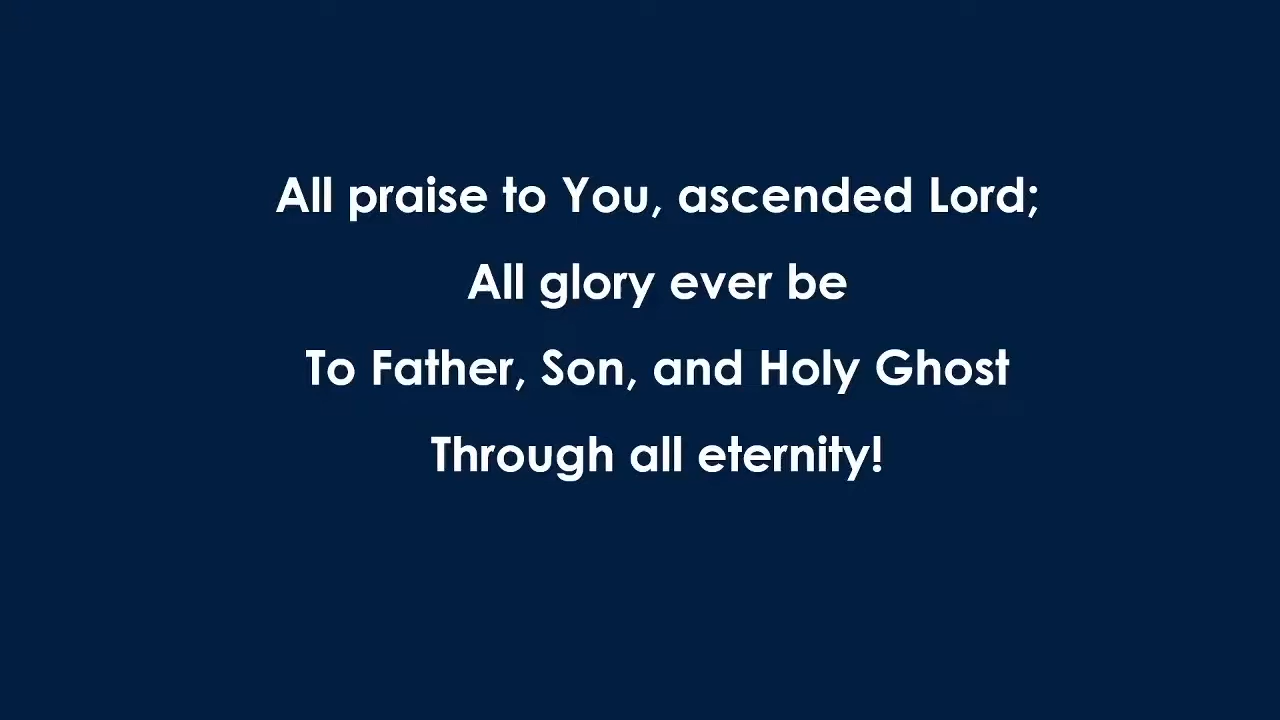 All praise to You, ascended Lord;
All glory ever be
To Father, Son, and Holy Ghost
Through all eternity!